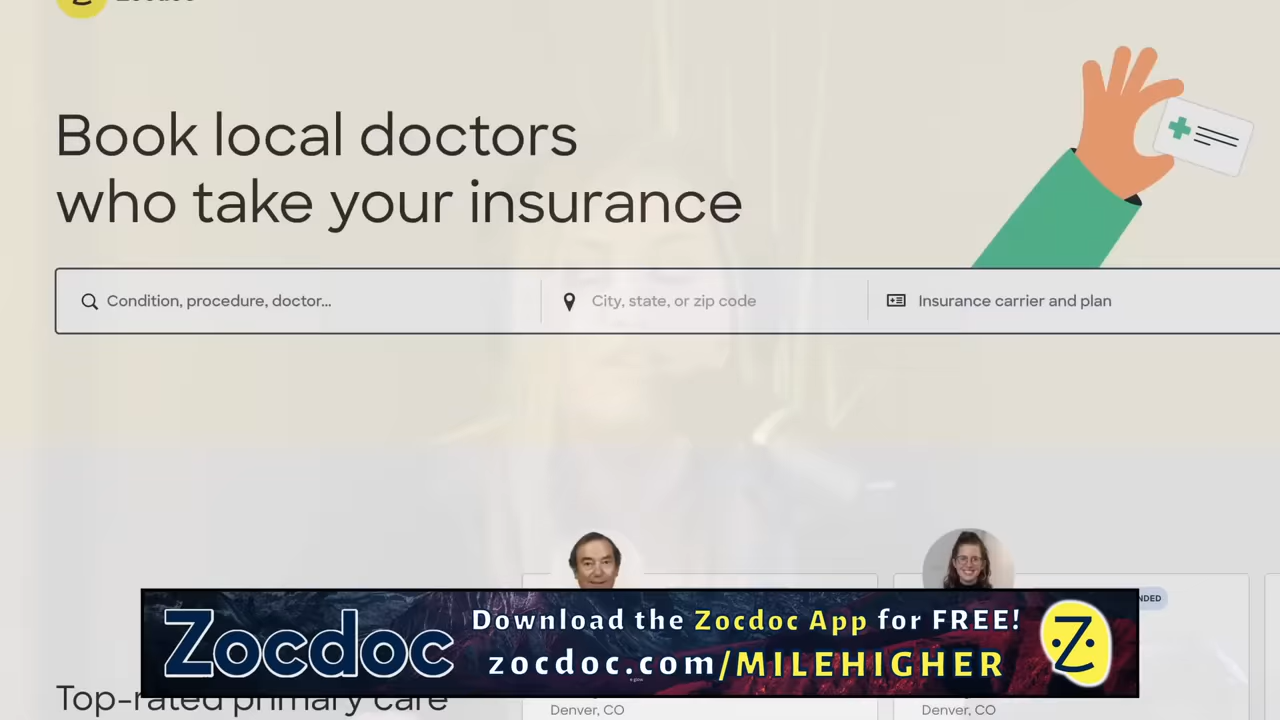 Book local doctors
who take your insurance
Condition, procedure, doctor...
City, state, or zip code
Insurance carrier and plan
Zocdoc
Download the Zocdoc App for FREE!
zocdoc.com/MILEHIGHER
Top-rated primary care
Denver, CO
Denver, CO